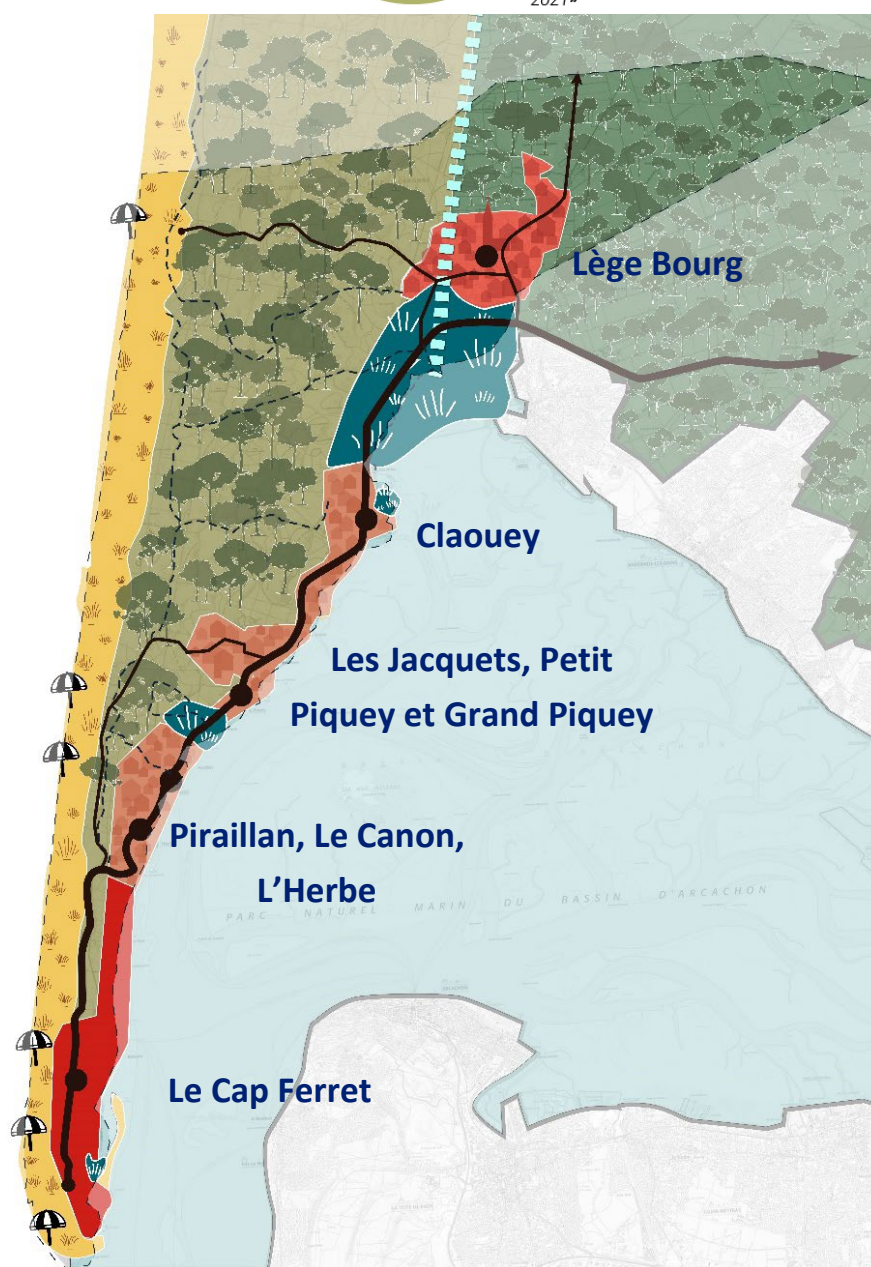 2021"
Lège Bourg
Claouey
Les Jacquets, Petit
Piquey et Grand Piquey
Piraillan, Le Canon,
L'Herbe
PARC NATUREL MARIN DU BASSIN D'ARCACHON
Le Cap Ferret